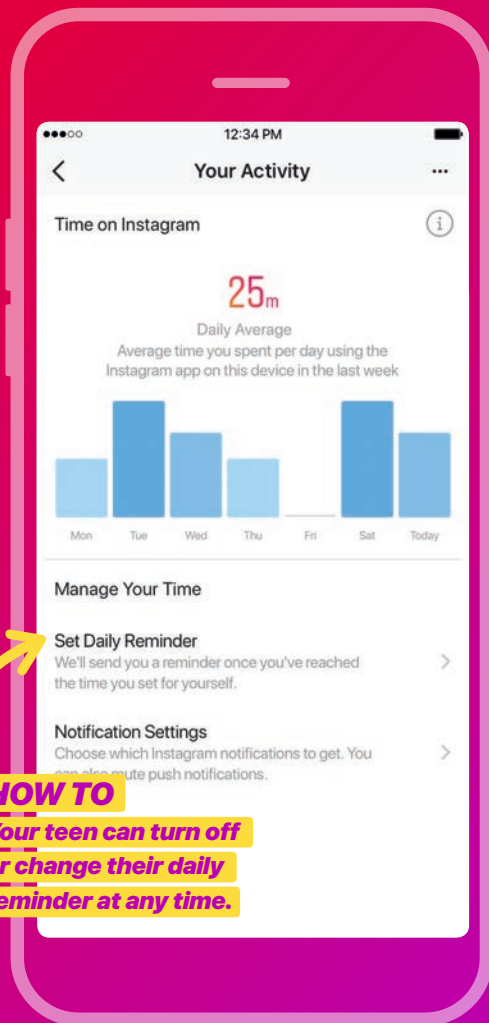 12:34 PM
Your Activity
...
Time on Instagram
i
25m
Daily Average
Average time you spent per day using the
Instagram app on this device in the last week
Mon Tue Wed Thu Fri Sat Today
Manage Your Time
Set Daily Reminder
We'll send you a reminder once you've reached
the time you set for yourself.
Notification Settings
Choose which Instagram notifications to get. You
mute push notifications.
HOW TO
Your teen can turn off
r change their daily
eminder at any time.